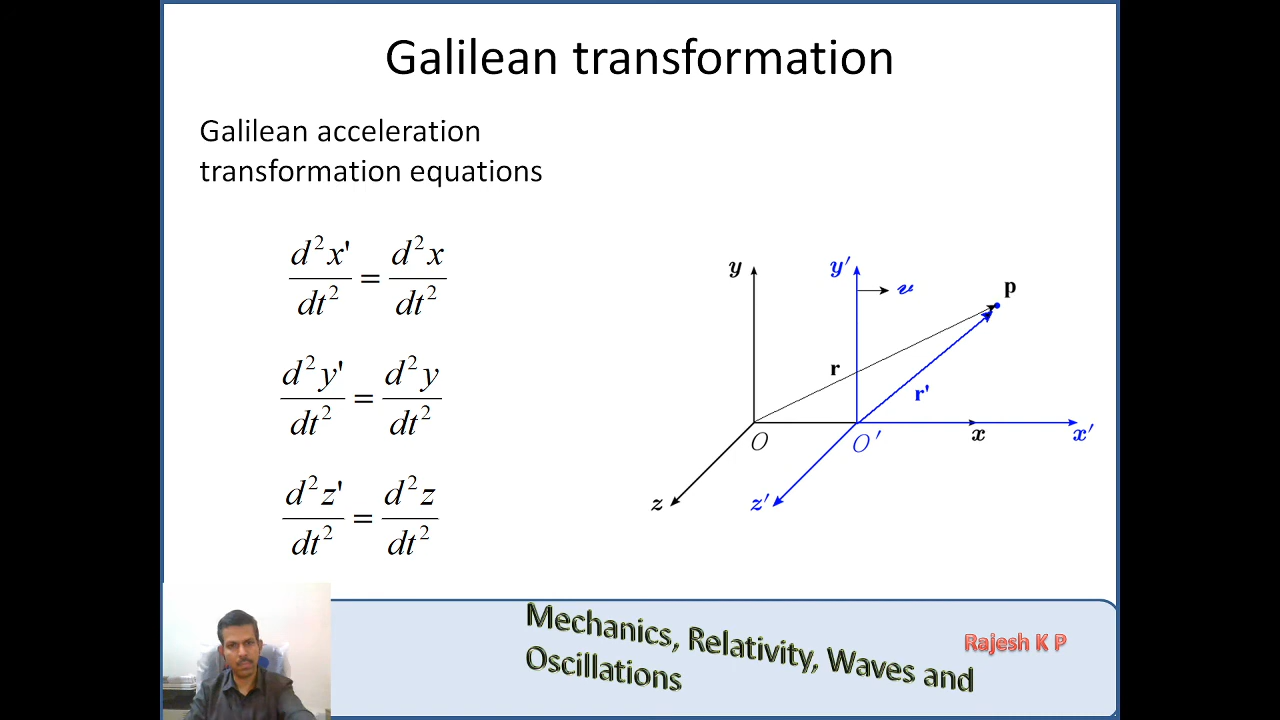 Galilean transformation
Galilean acceleration
transformation equations
d²x'/dt² = d²x/dt²
d²y'/dt² = d²y/dt²
d²z'/dt² = d²z/dt²
y
y′
v
p
r
r'
O
O′
x
x′
z
z′
Mechanics, Relativity, Waves and
Oscillations
Rajesh K P